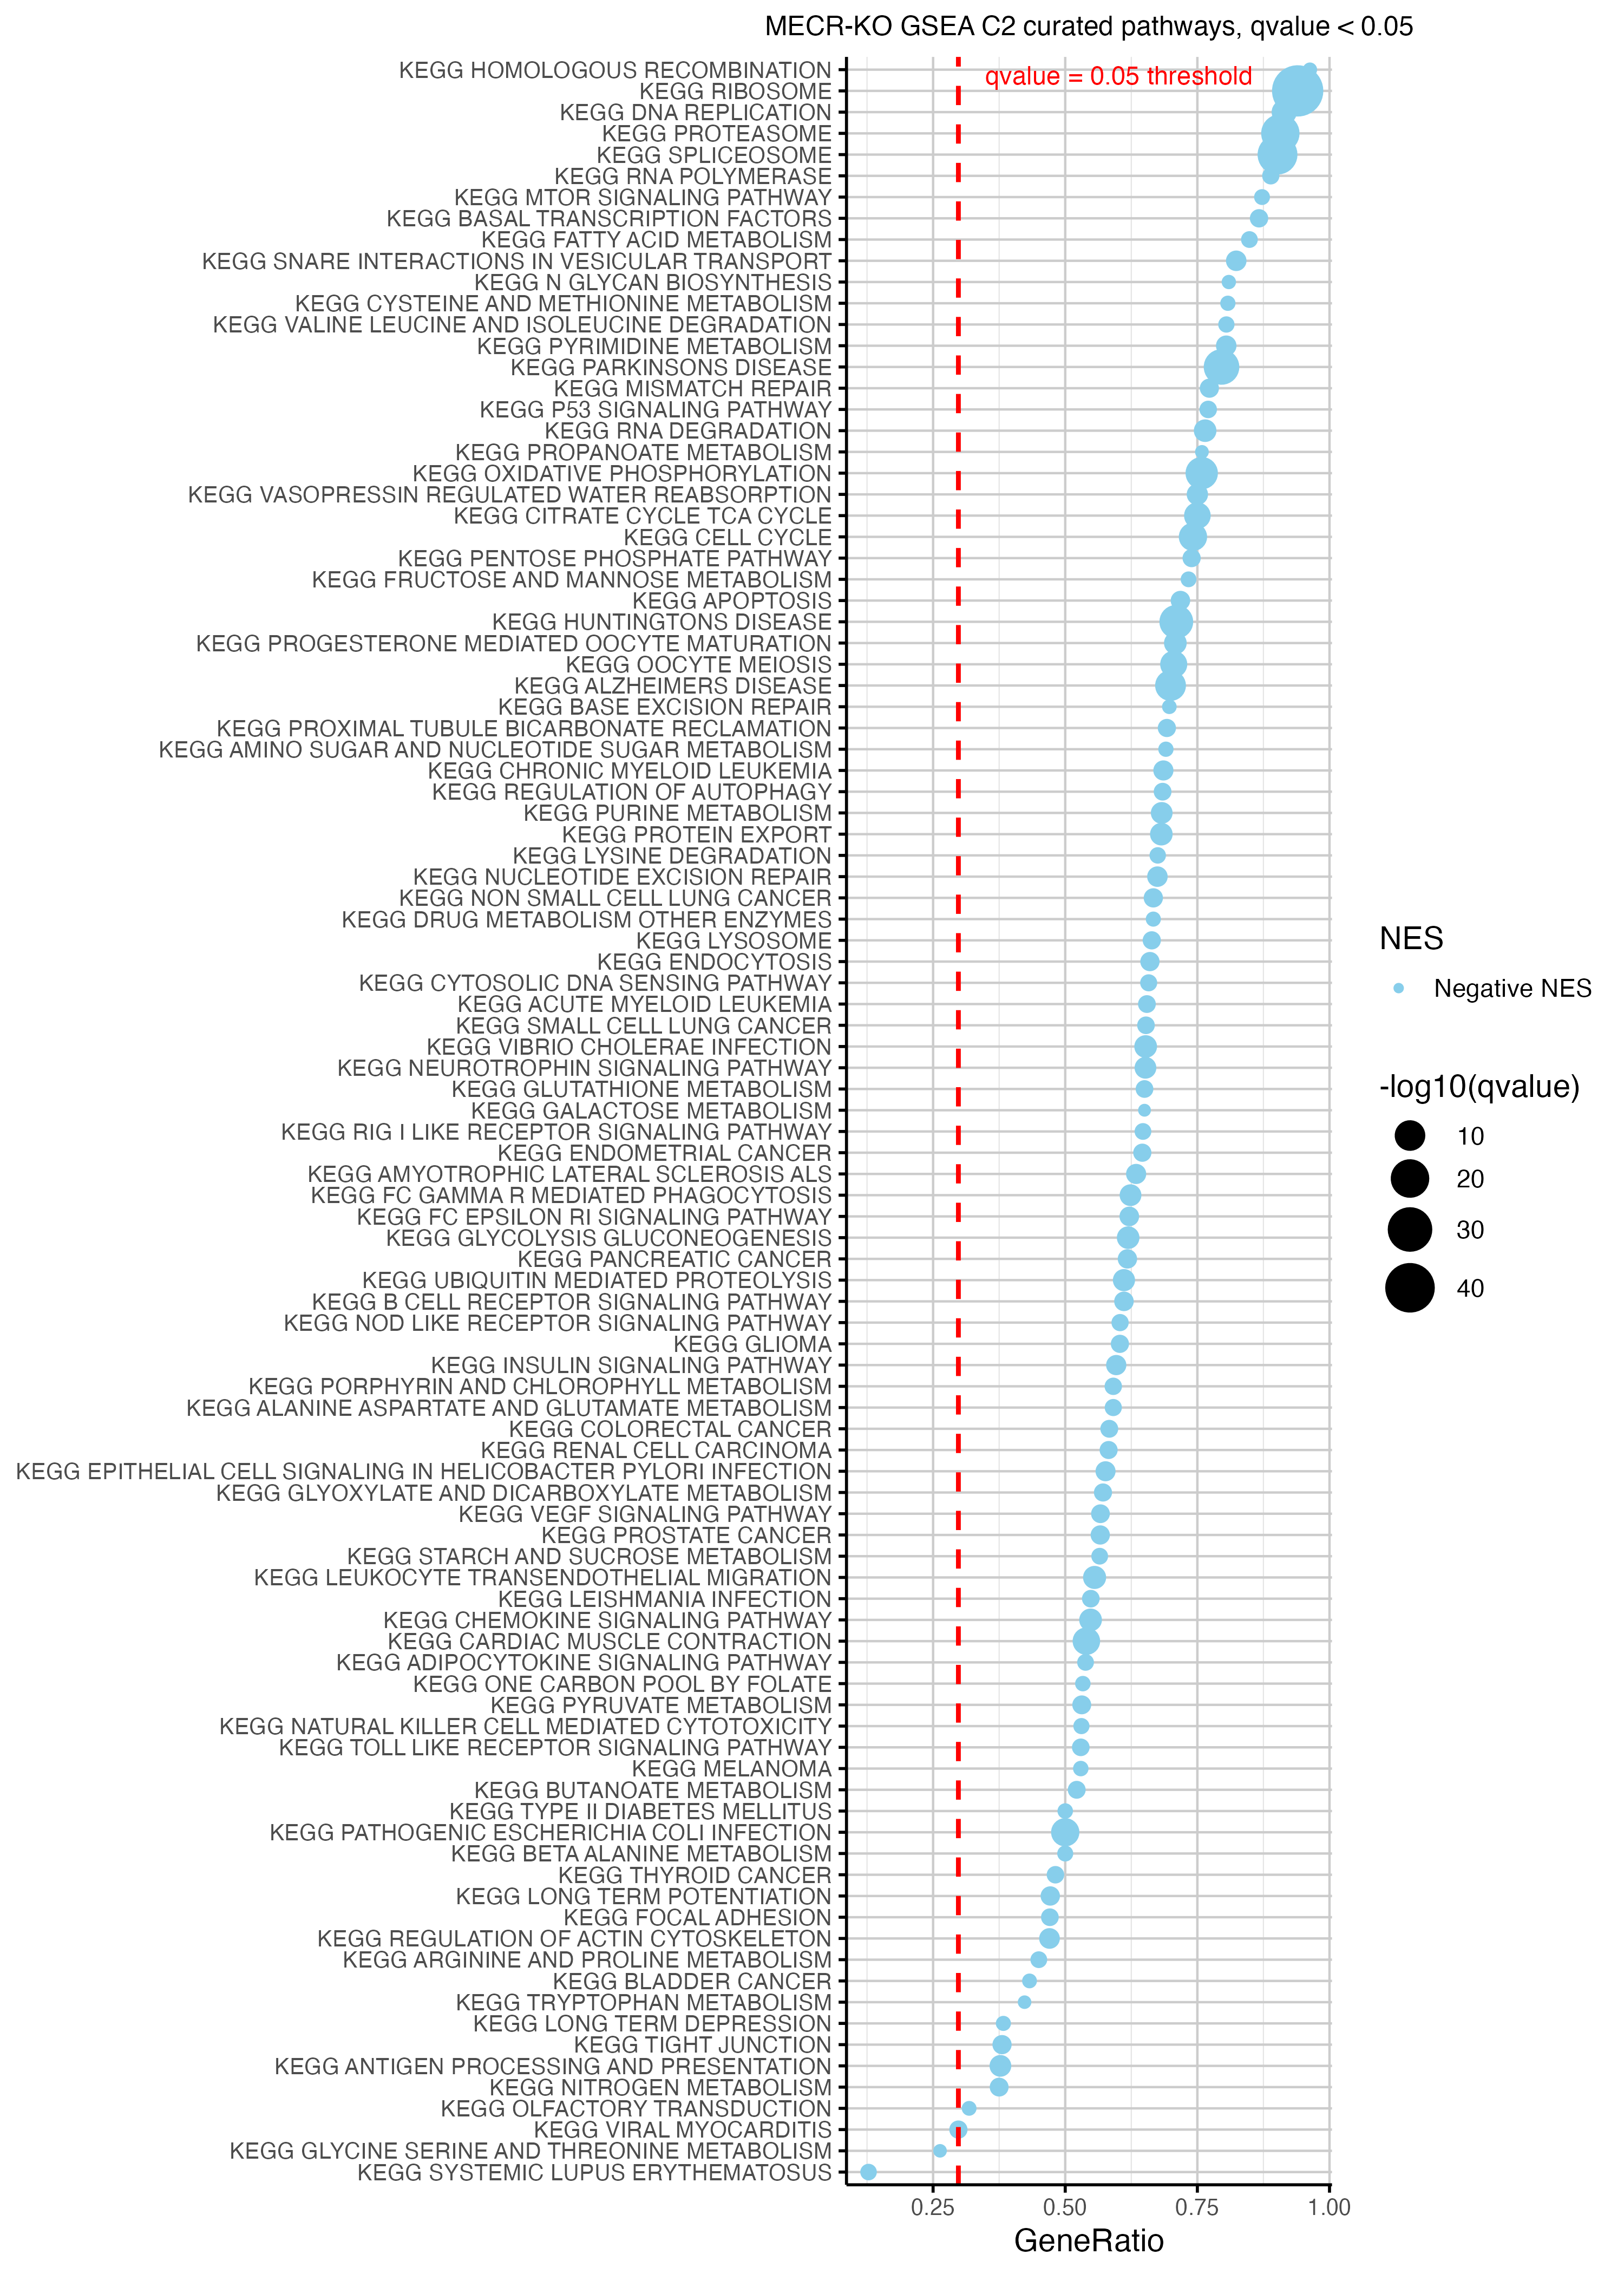 MECR-KO GSEA C2 curated pathways, qvalue < 0.05
qvalue = 0.05 threshold
KEGG HOMOLOGOUS RECOMBINATION
KEGG RIBOSOME
KEGG DNA REPLICATION
KEGG PROTEASOME
KEGG SPLICEOSOME
KEGG RNA POLYMERASE
KEGG MTOR SIGNALING PATHWAY
KEGG BASAL TRANSCRIPTION FACTORS
KEGG FATTY ACID METABOLISM
KEGG SNARE INTERACTIONS IN VESICULAR TRANSPORT
KEGG N GLYCAN BIOSYNTHESIS
KEGG CYSTEINE AND METHIONINE METABOLISM
KEGG VALINE LEUCINE AND ISOLEUCINE DEGRADATION
KEGG PYRIMIDINE METABOLISM
KEGG PARKINSONS DISEASE
KEGG MISMATCH REPAIR
KEGG P53 SIGNALING PATHWAY
KEGG RNA DEGRADATION
KEGG PROPANOATE METABOLISM
KEGG OXIDATIVE PHOSPHORYLATION
KEGG VASOPRESSIN REGULATED WATER REABSORPTION
KEGG CITRATE CYCLE TCA CYCLE
KEGG CELL CYCLE
KEGG PENTOSE PHOSPHATE PATHWAY
KEGG FRUCTOSE AND MANNOSE METABOLISM
KEGG APOPTOSIS
KEGG HUNTINGTONS DISEASE
KEGG PROGESTERONE MEDIATED OOCYTE MATURATION
KEGG OOCYTE MEIOSIS
KEGG ALZHEIMERS DISEASE
KEGG BASE EXCISION REPAIR
KEGG PROXIMAL TUBULE BICARBONATE RECLAMATION
KEGG AMINO SUGAR AND NUCLEOTIDE SUGAR METABOLISM
KEGG CHRONIC MYELOID LEUKEMIA
KEGG REGULATION OF AUTOPHAGY
KEGG PURINE METABOLISM
KEGG PROTEIN EXPORT
KEGG LYSINE DEGRADATION
KEGG NUCLEOTIDE EXCISION REPAIR
KEGG NON SMALL CELL LUNG CANCER
KEGG DRUG METABOLISM OTHER ENZYMES
KEGG LYSOSOME
KEGG ENDOCYTOSIS
KEGG CYTOSOLIC DNA SENSING PATHWAY
KEGG ACUTE MYELOID LEUKEMIA
KEGG SMALL CELL LUNG CANCER
KEGG VIBRIO CHOLERAE INFECTION
KEGG NEUROTROPHIN SIGNALING PATHWAY
KEGG GLUTATHIONE METABOLISM
KEGG GALACTOSE METABOLISM
KEGG RIG I LIKE RECEPTOR SIGNALING PATHWAY
KEGG ENDOMETRIAL CANCER
KEGG AMYOTROPHIC LATERAL SCLEROSIS ALS
KEGG FC GAMMA R MEDIATED PHAGOCYTOSIS
KEGG FC EPSILON RI SIGNALING PATHWAY
KEGG GLYCOLYSIS GLUCONEOGENESIS
KEGG PANCREATIC CANCER
KEGG UBIQUITIN MEDIATED PROTEOLYSIS
KEGG B CELL RECEPTOR SIGNALING PATHWAY
KEGG NOD LIKE RECEPTOR SIGNALING PATHWAY
KEGG GLIOMA
KEGG INSULIN SIGNALING PATHWAY
KEGG PORPHYRIN AND CHLOROPHYLL METABOLISM
KEGG ALANINE ASPARTATE AND GLUTAMATE METABOLISM
KEGG COLORECTAL CANCER
KEGG RENAL CELL CARCINOMA
KEGG EPITHELIAL CELL SIGNALING IN HELICOBACTER PYLORI INFECTION
KEGG GLYOXYLATE AND DICARBOXYLATE METABOLISM
KEGG VEGF SIGNALING PATHWAY
KEGG PROSTATE CANCER
KEGG STARCH AND SUCROSE METABOLISM
KEGG LEUKOCYTE TRANSENDOTHELIAL MIGRATION
KEGG LEISHMANIA INFECTION
KEGG CHEMOKINE SIGNALING PATHWAY
KEGG CARDIAC MUSCLE CONTRACTION
KEGG ADIPOCYTOKINE SIGNALING PATHWAY
KEGG ONE CARBON POOL BY FOLATE
KEGG PYRUVATE METABOLISM
KEGG NATURAL KILLER CELL MEDIATED CYTOTOXICITY
KEGG TOLL LIKE RECEPTOR SIGNALING PATHWAY
KEGG MELANOMA
KEGG BUTANOATE METABOLISM
KEGG TYPE II DIABETES MELLITUS
KEGG PATHOGENIC ESCHERICHIA COLI INFECTION
KEGG BETA ALANINE METABOLISM
KEGG THYROID CANCER
KEGG LONG TERM POTENTIATION
KEGG FOCAL ADHESION
KEGG REGULATION OF ACTIN CYTOSKELETON
KEGG ARGININE AND PROLINE METABOLISM
KEGG BLADDER CANCER
KEGG TRYPTOPHAN METABOLISM
KEGG LONG TERM DEPRESSION
KEGG TIGHT JUNCTION
KEGG ANTIGEN PROCESSING AND PRESENTATION
KEGG NITROGEN METABOLISM
KEGG OLFACTORY TRANSDUCTION
KEGG VIRAL MYOCARDITIS
KEGG GLYCINE SERINE AND THREONINE METABOLISM
KEGG SYSTEMIC LUPUS ERYTHEMATOSUS
0.25 0.50 0.75 1.00
GeneRatio
NES
Negative NES
-log10(qvalue)
10
20
30
40